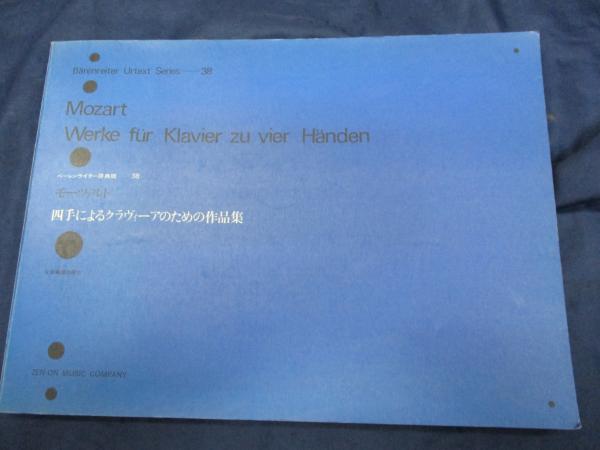 Bärenreiter Urtext Series——38
Mozart
Werke für Klavier zu vier Händen
ベーレンライター原典版 38
モーツァルト
四手によるクラヴィーアのための作品集
ZEN-ON MUSIC COMPANY